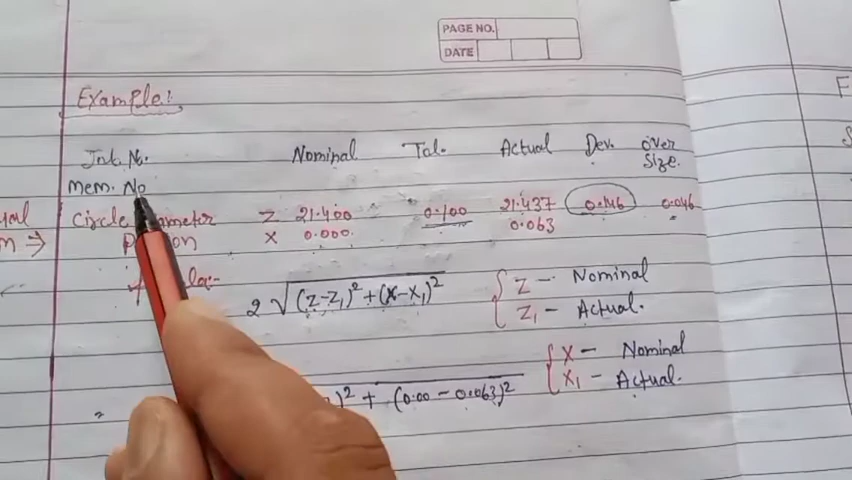 PAGE NO.
DATE
Example:
Int. No. Nominal Tol. Actual Dev. over size.
Mem. No
Circle Z 21.400 0.100 21.437 0.146 0.046
X 0.000 0.063
2 √(Z-Z₁)² + (X-X₁)² { Z - Nominal
Z₁ - Actual.
{ X - Nominal
X₁ - Actual.
)² + (0.00 - 0.063)²